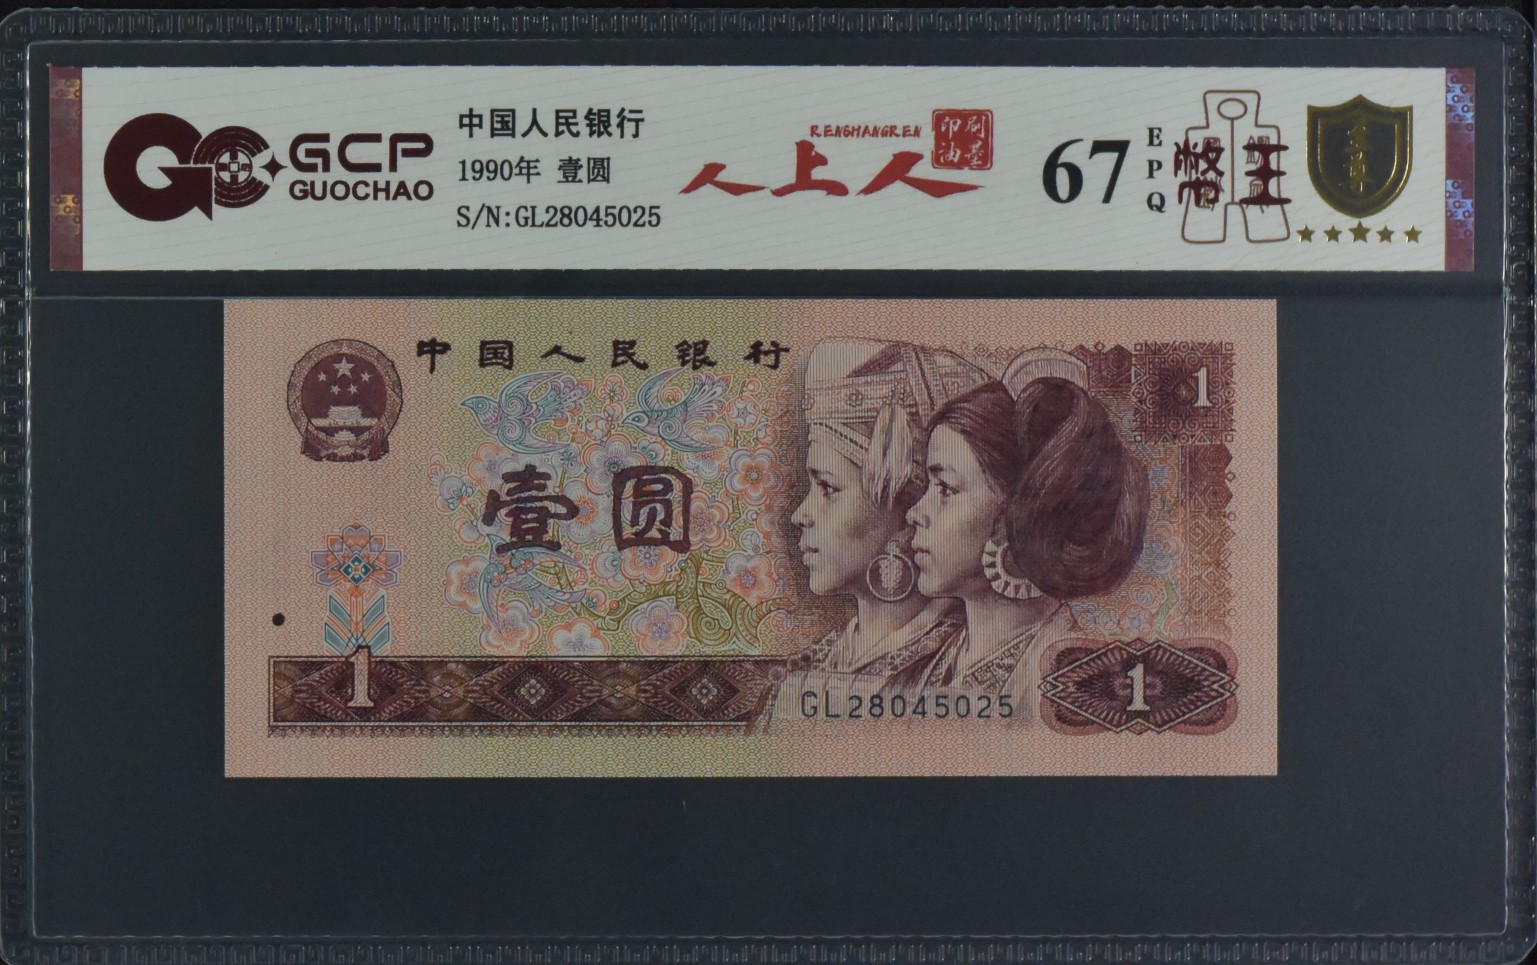 GCP
GUOCHAO
中国人民银行
1990年 壹圆
S/N:GL28045025
RENSHANGREN
人上人
印刷
油墨
67
EPQ
中国人民银行
1
壹圆
1
GL28045025
1